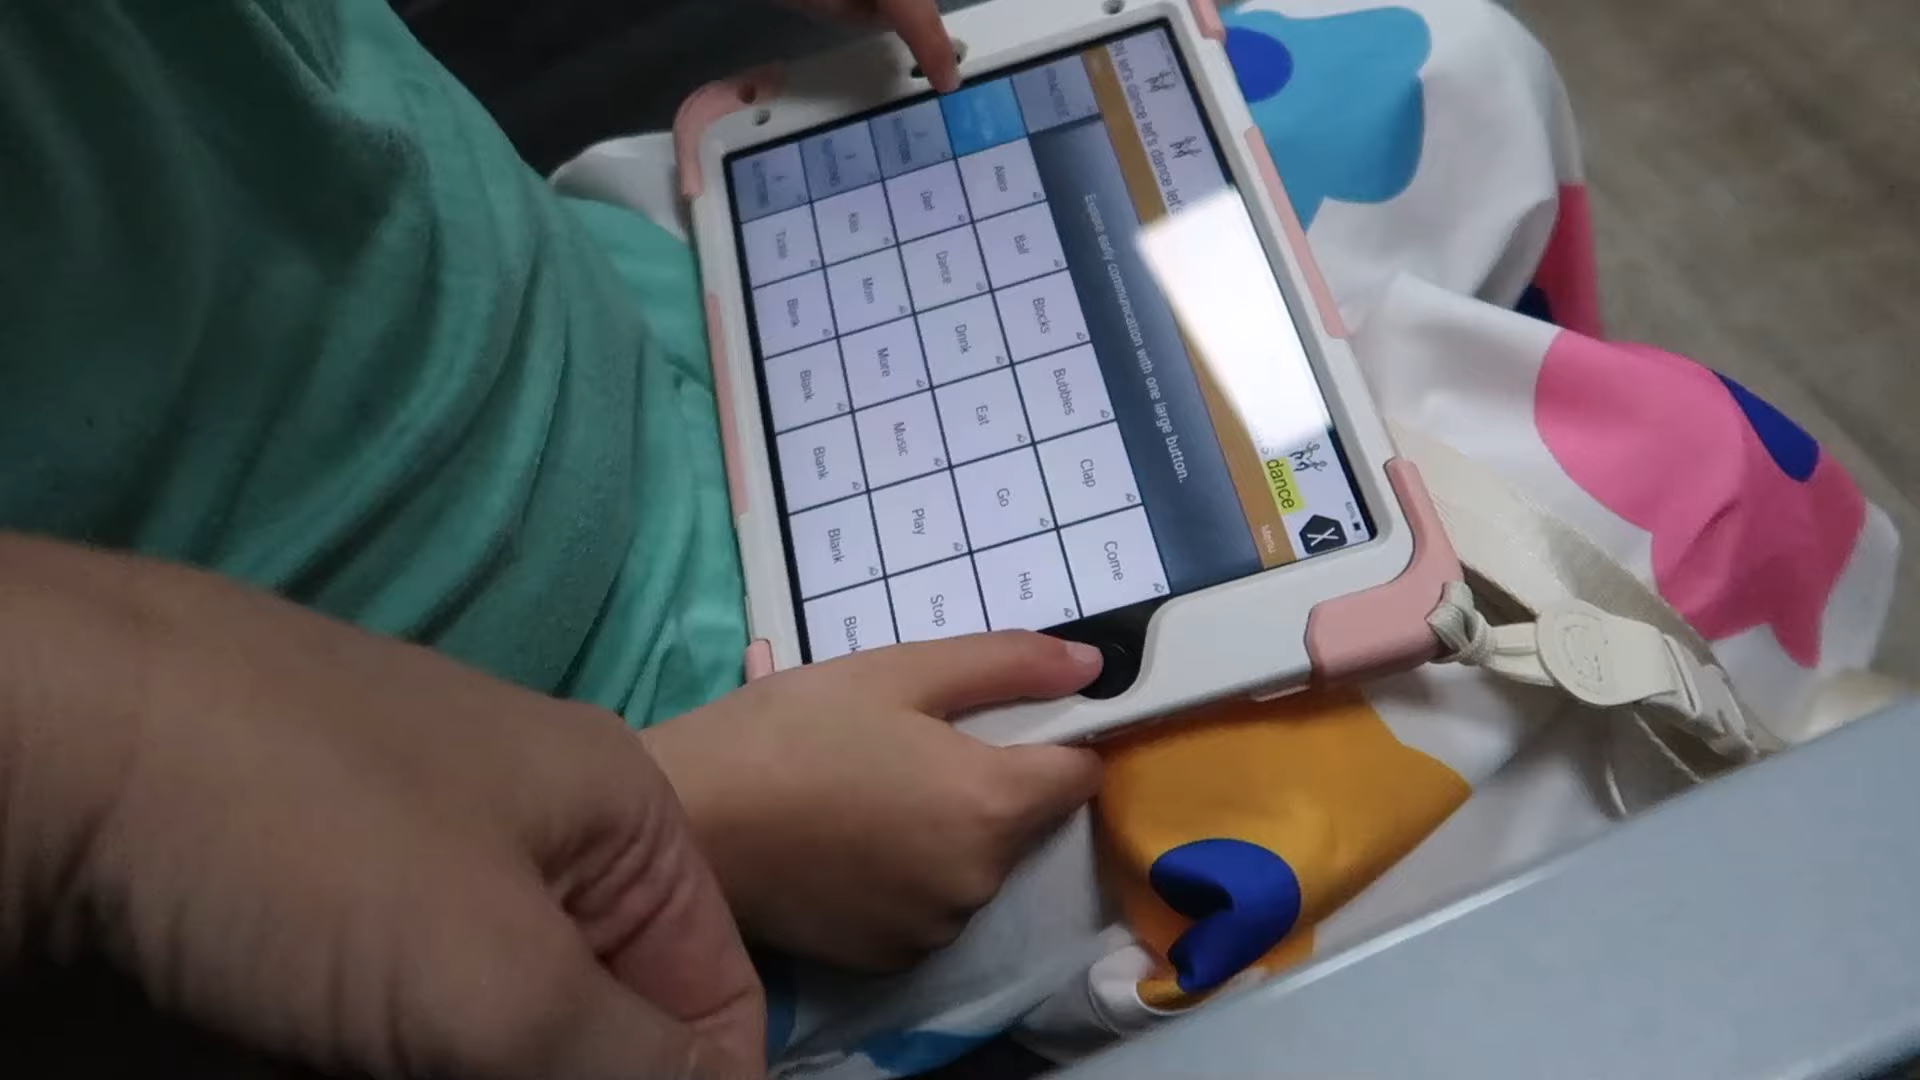 let's dance let's dance let's
dance
X
Menu
Explore early communication with one large button.
Ball Blocks Bubbles Clap Come
Dad Dance Drink Eat Go Hug
Kiss Mom More Music Play Stop
Tickle Blank Blank Blank Blank Blank